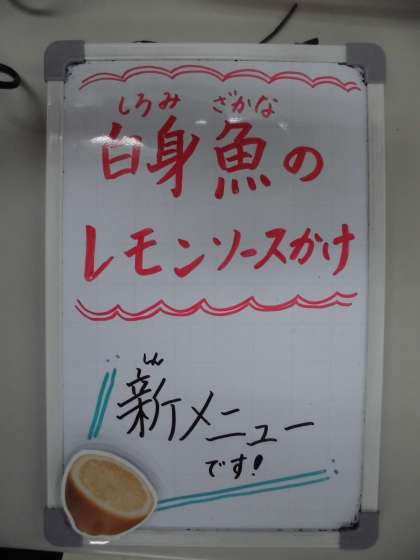 しろみ ざかな
白身魚の
レモンソースかけ
しん
新メニュー
です!